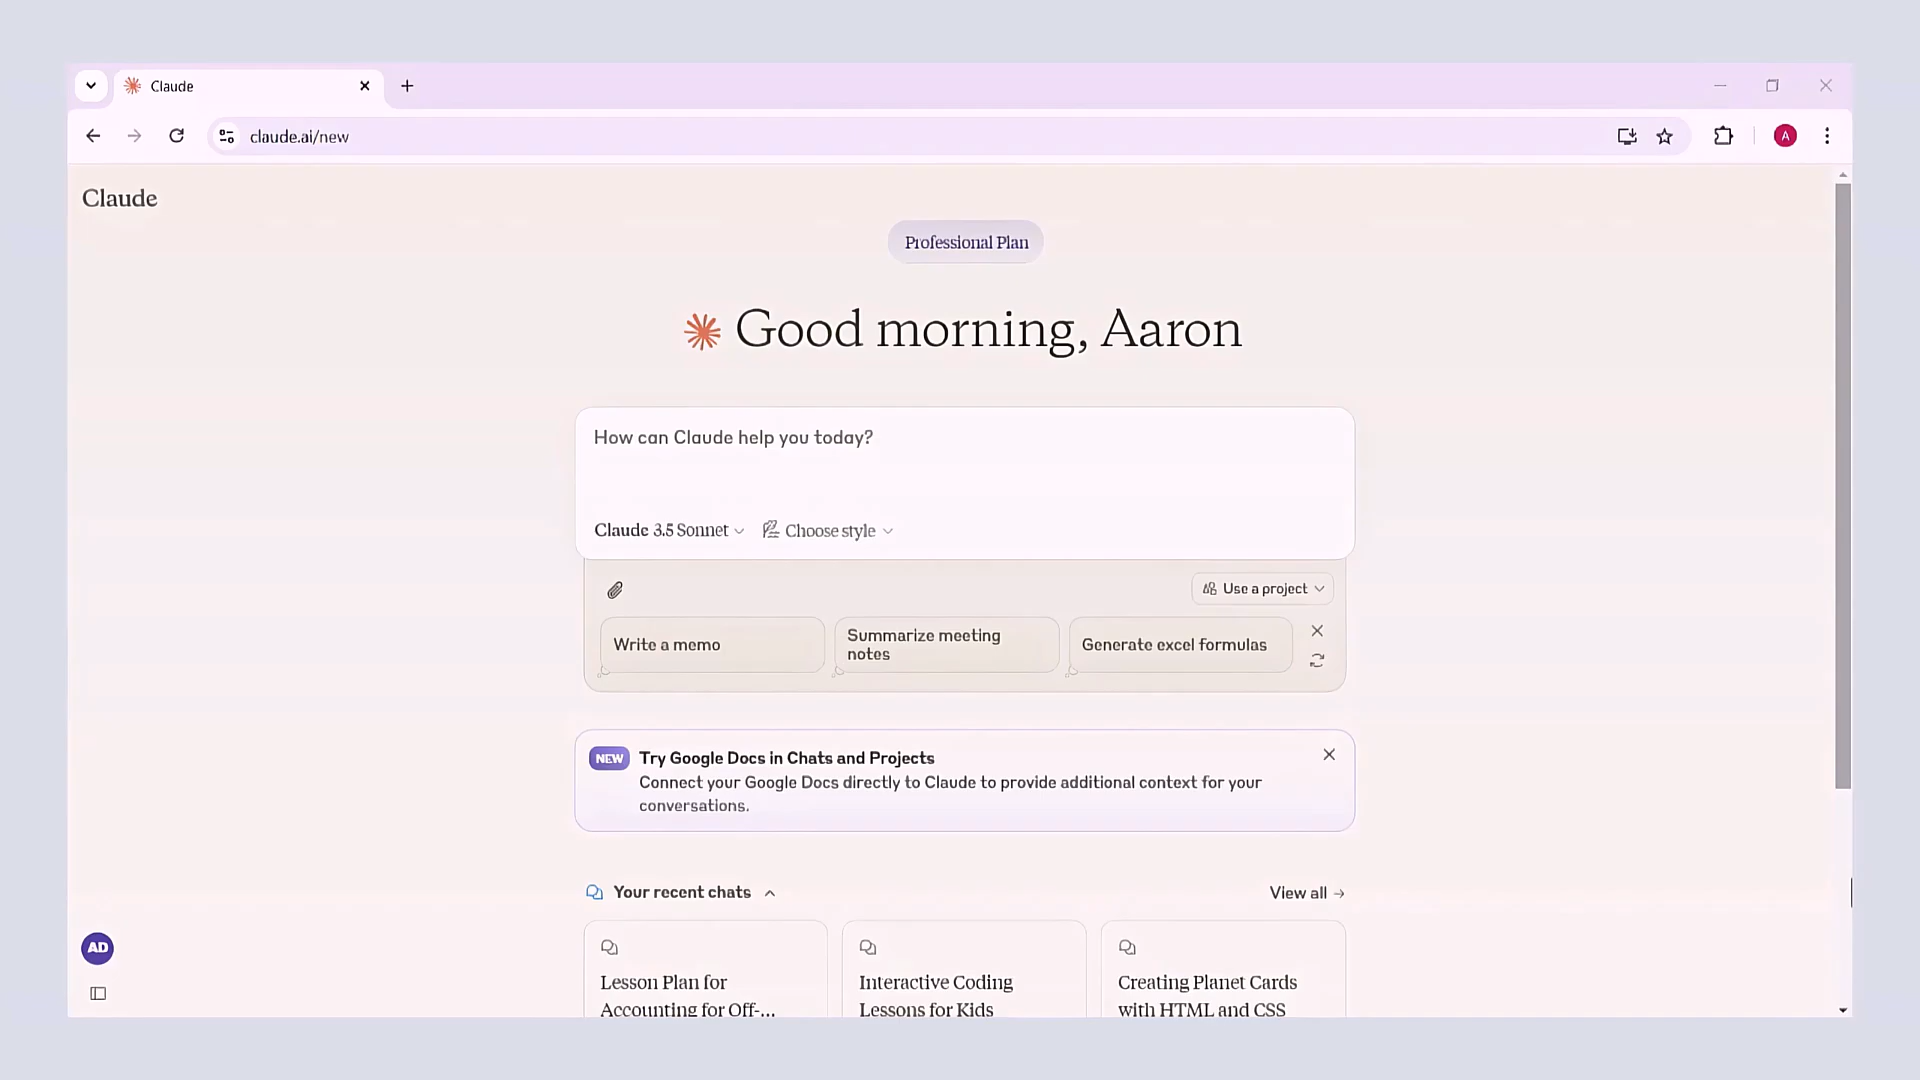 Claude
claude.ai/new
A
Claude
Professional Plan
Good morning, Aaron
How can Claude help you today?
Claude 3.5 Sonnet
Choose style
Use a project
Write a memo
Summarize meeting
notes
Generate excel formulas
NEW
Try Google Docs in Chats and Projects
Connect your Google Docs directly to Claude to provide additional context for your
conversations.
Your recent chats
View all →
AD
Lesson Plan for
Accounting for Off-...
Interactive Coding
Lessons for Kids
Creating Planet Cards
with HTML and CSS